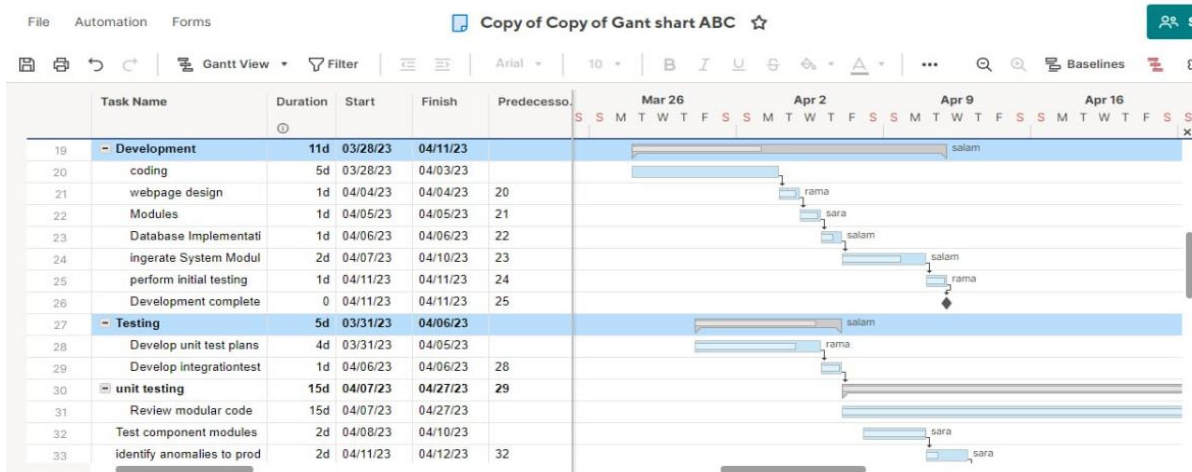 File Automation Forms Copy of Copy of Gant shart ABC
Gantt View Filter Arial 10 B I U S A ... Baselines
Task Name Duration Start Finish Predecesso. Mar 26 Apr 2 Apr 9 Apr 16
S S M T W T F S S M T W T F S S M T W T F S S M T W T F S S
19 Development 11d 03/28/23 04/11/23 salam
20 coding 5d 03/28/23 04/03/23
21 webpage design 1d 04/04/23 04/04/23 20 rama
22 Modules 1d 04/05/23 04/05/23 21 sara
23 Database Implementati 1d 04/06/23 04/06/23 22 salam
24 ingerate System Modul 2d 04/07/23 04/10/23 23 salam
25 perform initial testing 1d 04/11/23 04/11/23 24 rama
26 Development complete 0 04/11/23 04/11/23 25
27 Testing 5d 03/31/23 04/06/23 salam
28 Develop unit test plans 4d 03/31/23 04/05/23 rama
29 Develop integrationtest 1d 04/06/23 04/06/23 28
30 unit testing 15d 04/07/23 04/27/23 29
31 Review modular code 15d 04/07/23 04/27/23
32 Test component modules 2d 04/08/23 04/10/23 sara
33 identify anomalies to prod 2d 04/11/23 04/12/23 32 sara